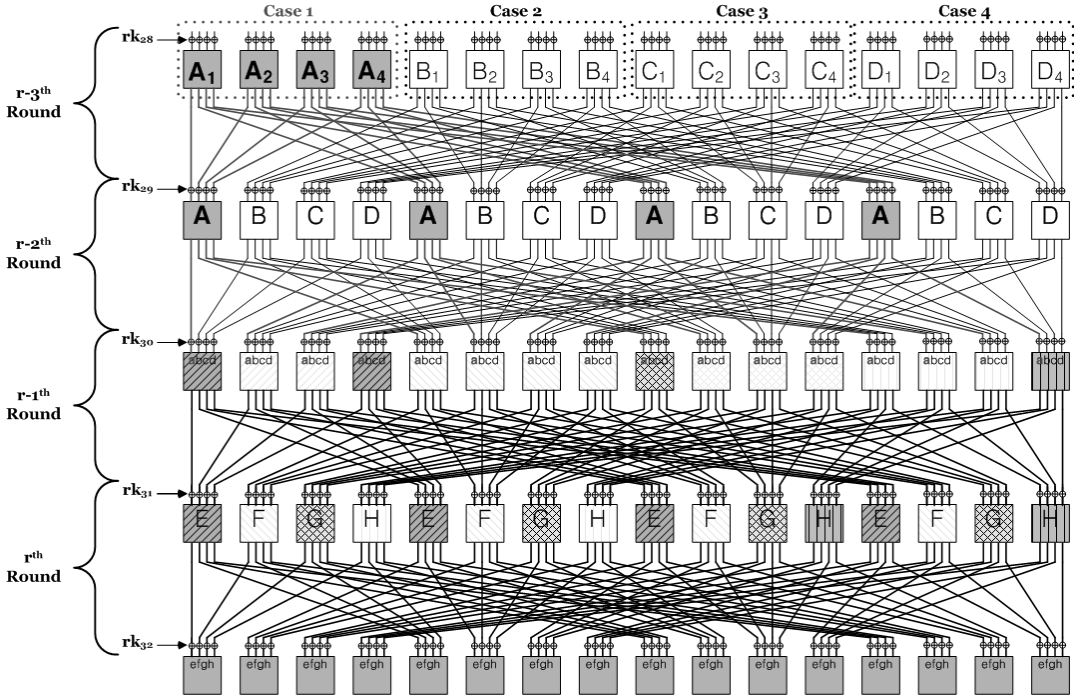 Case 1 Case 2 Case 3 Case 4
rk28
A1 A2 A3 A4 B1 B2 B3 B4 C1 C2 C3 C4 D1 D2 D3 D4
r-3th
Round
rk29
A B C D A B C D A B C D A B C D
r-2th
Round
rk30
abcd abcd abcd abcd abcd abcd abcd abcd abcd abcd abcd abcd abcd abcd abcd abcd
r-1th
Round
rk31
E F G H E F G H E F G H E F G H
rth
Round
rk32
efgh efgh efgh efgh efgh efgh efgh efgh efgh efgh efgh efgh efgh efgh efgh efgh